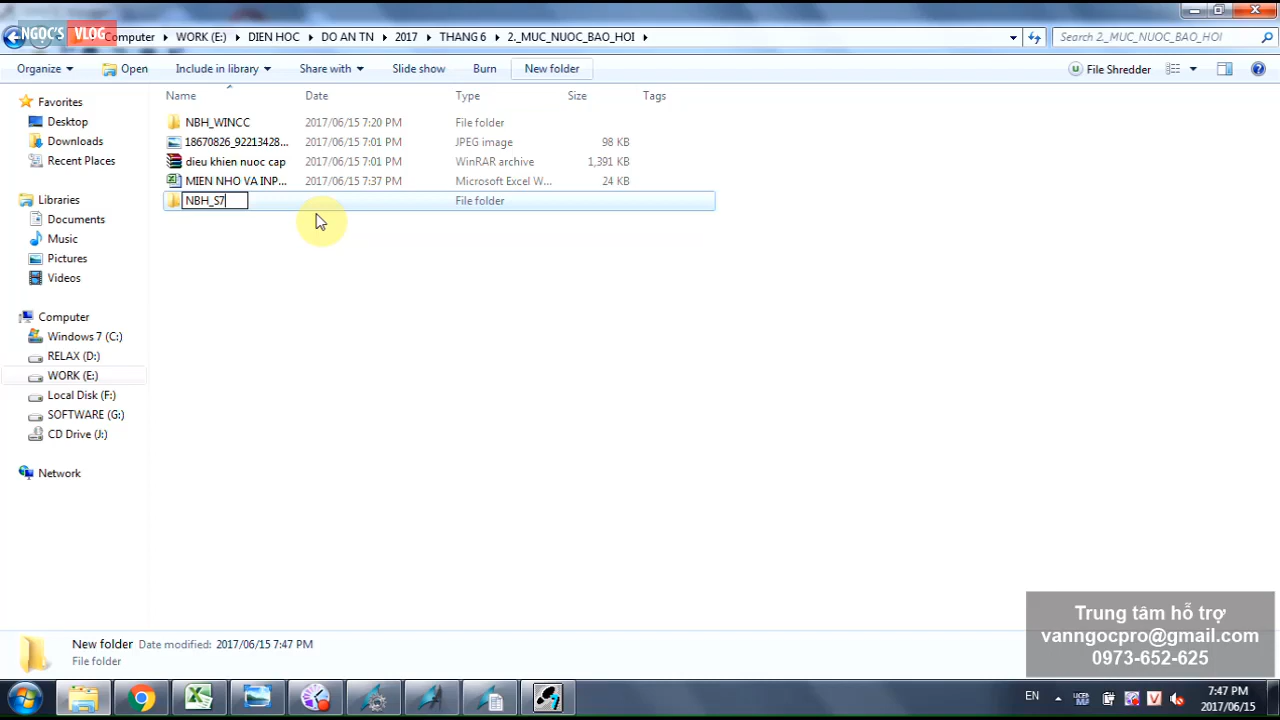 NGỌC'S VLOG
Computer WORK (E:) DIEN HOC DO AN TN 2017 THANG 6 2._MUC_NUOC_BAO_HOI
Search 2._MUC_NUOC_BAO_HOI
Organize Open Include in library Share with Slide show Burn New folder File Shredder
Name Date Type Size Tags
NBH_WINCC 2017/06/15 7:20 PM File folder
18670826_92213428... 2017/06/15 7:01 PM JPEG image 98 KB
dieu khien nuoc cap 2017/06/15 7:01 PM WinRAR archive 1,391 KB
MIEN NHO VA INP... 2017/06/15 7:37 PM Microsoft Excel W... 24 KB
NBH_S7 File folder
Favorites
Desktop
Downloads
Recent Places
Libraries
Documents
Music
Pictures
Videos
Computer
Windows 7 (C:)
RELAX (D:)
WORK (E:)
Local Disk (F:)
SOFTWARE (G:)
CD Drive (J:)
Network
New folder Date modified: 2017/06/15 7:47 PM
File folder
Trung tâm hỗ trợ
vanngocpro@gmail.com
0973-652-625
EN
7:47 PM
2017/06/15